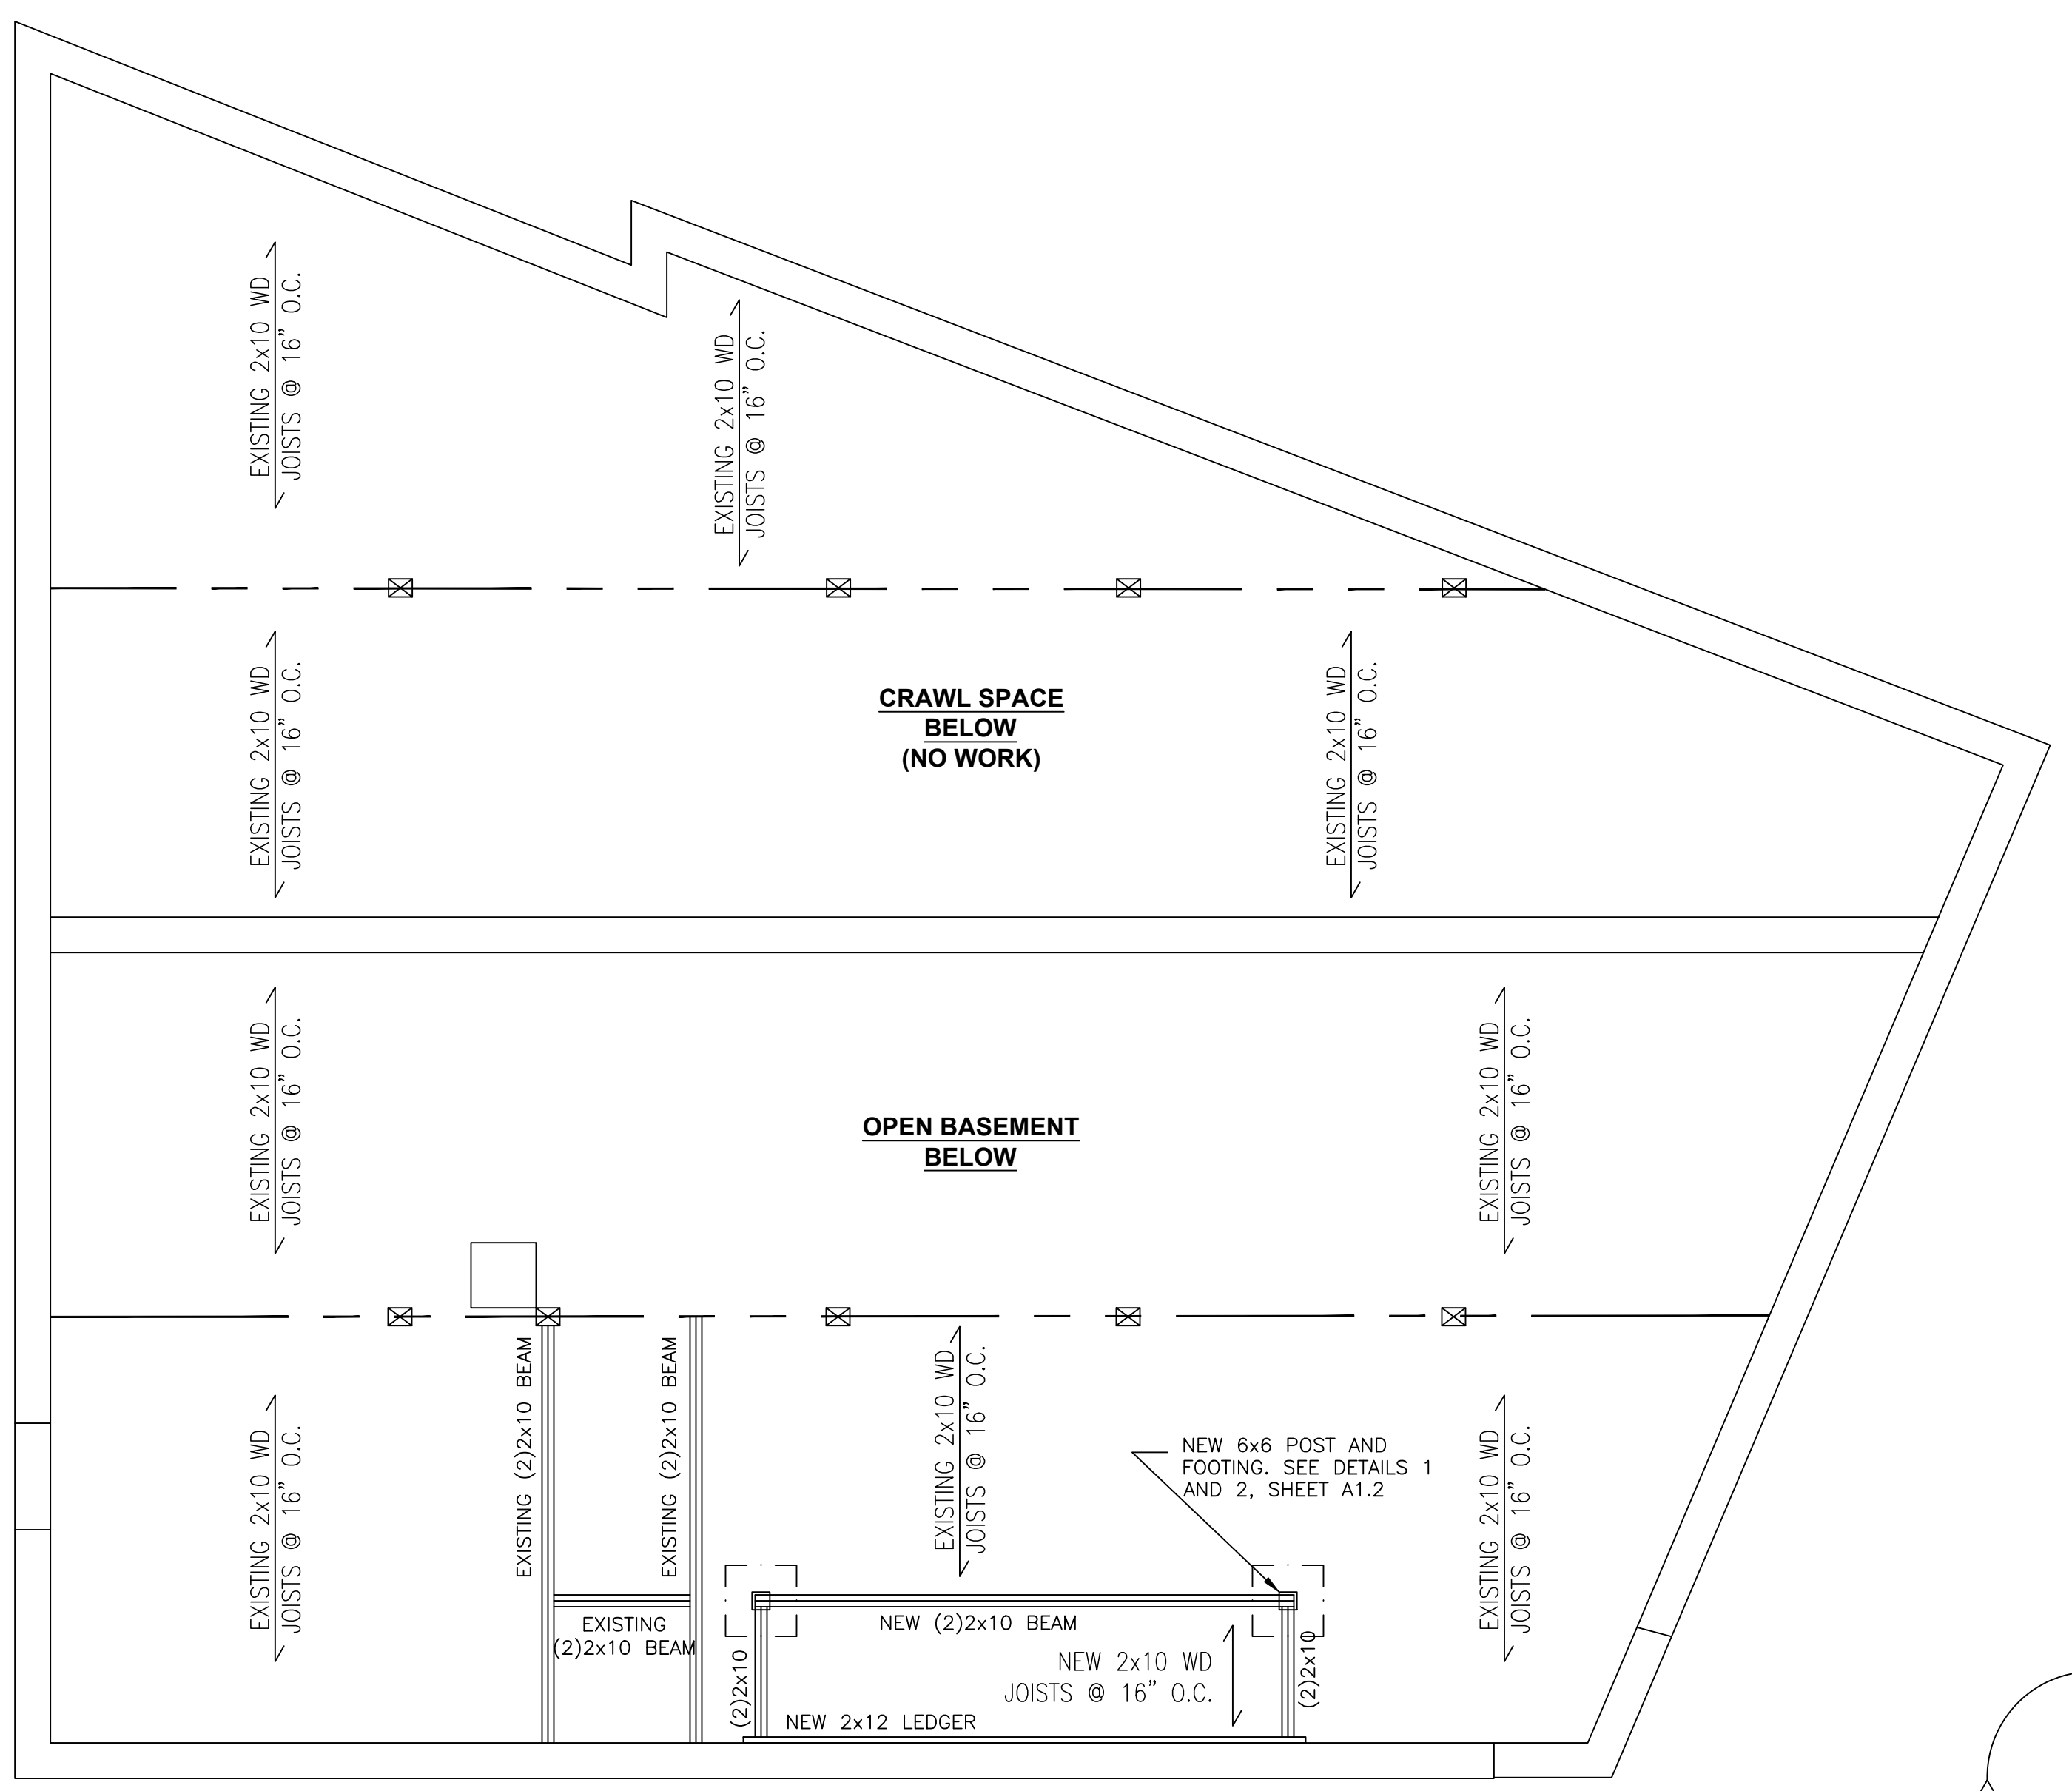 EXISTING 2x10 WD
JOISTS @ 16" O.C.
EXISTING 2x10 WD
JOISTS @ 16" O.C.
EXISTING 2x10 WD
JOISTS @ 16" O.C.
CRAWL SPACE
BELOW
(NO WORK)
EXISTING 2x10 WD
JOISTS @ 16" O.C.
EXISTING 2x10 WD
JOISTS @ 16" O.C.
OPEN BASEMENT
BELOW
EXISTING 2x10 WD
JOISTS @ 16" O.C.
EXISTING 2x10 WD
JOISTS @ 16" O.C.
EXISTING (2)2x10 BEAM
EXISTING (2)2x10 BEAM
EXISTING 2x10 WD
JOISTS @ 16" O.C.
NEW 6x6 POST AND
FOOTING. SEE DETAILS 1
AND 2, SHEET A1.2
EXISTING 2x10 WD
JOISTS @ 16" O.C.
EXISTING
(2)2x10 BEAM
(2)2x10
NEW (2)2x10 BEAM
NEW 2x10 WD
JOISTS @ 16" O.C.
(2)2x10
NEW 2x12 LEDGER